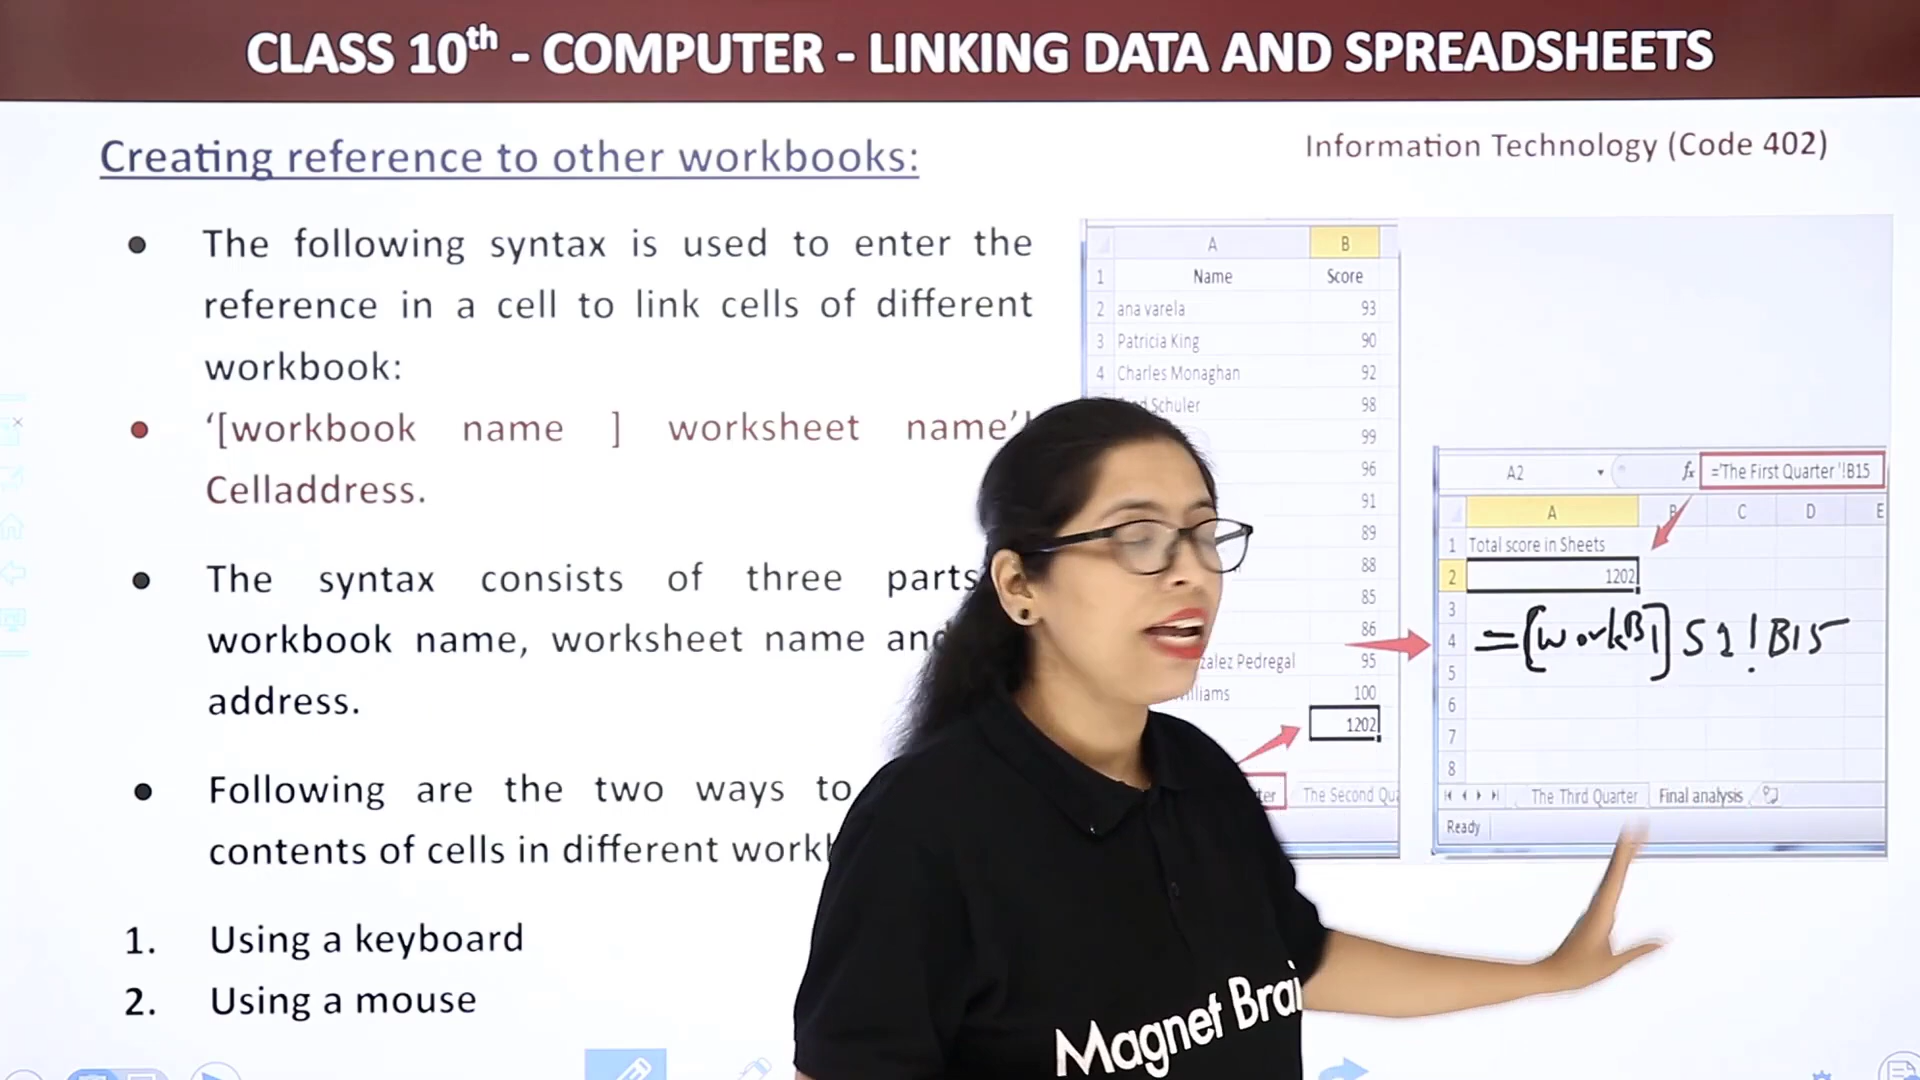 CLASS 10th - COMPUTER - LINKING DATA AND SPREADSHEETS
Creating reference to other workbooks:
Information Technology (Code 402)
● The following syntax is used to enter the
reference in a cell to link cells of different
workbook:
● ‘[workbook name ] worksheet name’!
Celladdress.
● The syntax consists of three parts
workbook name, worksheet name and
address.
● Following are the two ways to
contents of cells in different
1. Using a keyboard
2. Using a mouse
A B
1 Name Score
2 ana varela 93
3 Patricia King 90
4 Charles Monaghan 92
Schuler 98
99
96
91
89
88
85
86
Pedregal 95
100
1202
The Second
A2 fx ='The First Quarter '!B15
A B C D E
1 Total score in Sheets
2 1202
3
4 =[WorkB1]S1!B15
5
6
7
8
The Third Quarter Final analysis
Ready
Magnet Brai